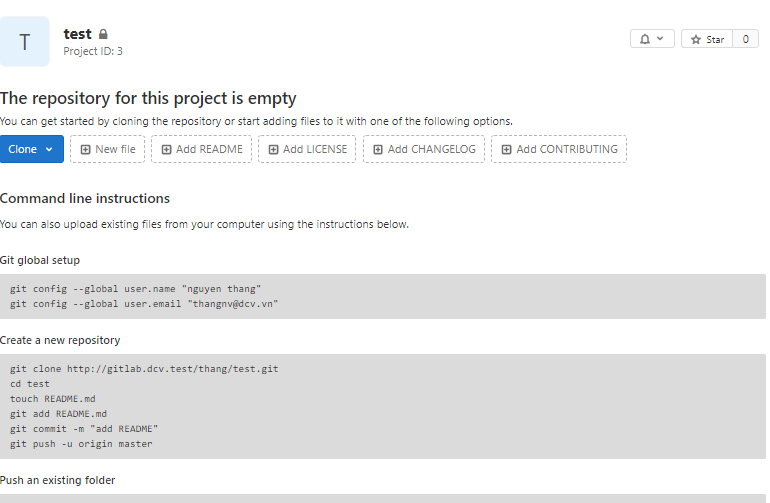 T
test
Project ID: 3
Star
0
The repository for this project is empty
You can get started by cloning the repository or start adding files to it with one of the following options.
Clone
New file
Add README
Add LICENSE
Add CHANGELOG
Add CONTRIBUTING
Command line instructions
You can also upload existing files from your computer using the instructions below.
Git global setup
git config --global user.name "nguyen thang"
git config --global user.email "thangnv@dcv.vn"
Create a new repository
git clone http://gitlab.dcv.test/thang/test.git
cd test
touch README.md
git add README.md
git commit -m "add README"
git push -u origin master
Push an existing folder